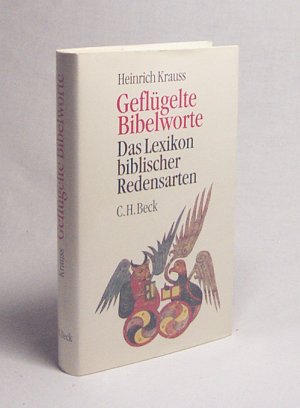 Heinrich Krauss
Geflügelte
Bibelworte
Das Lexikon
biblischer
Redensarten
C.H.Beck
Krauss Geflügelte Bibelworte
Beck